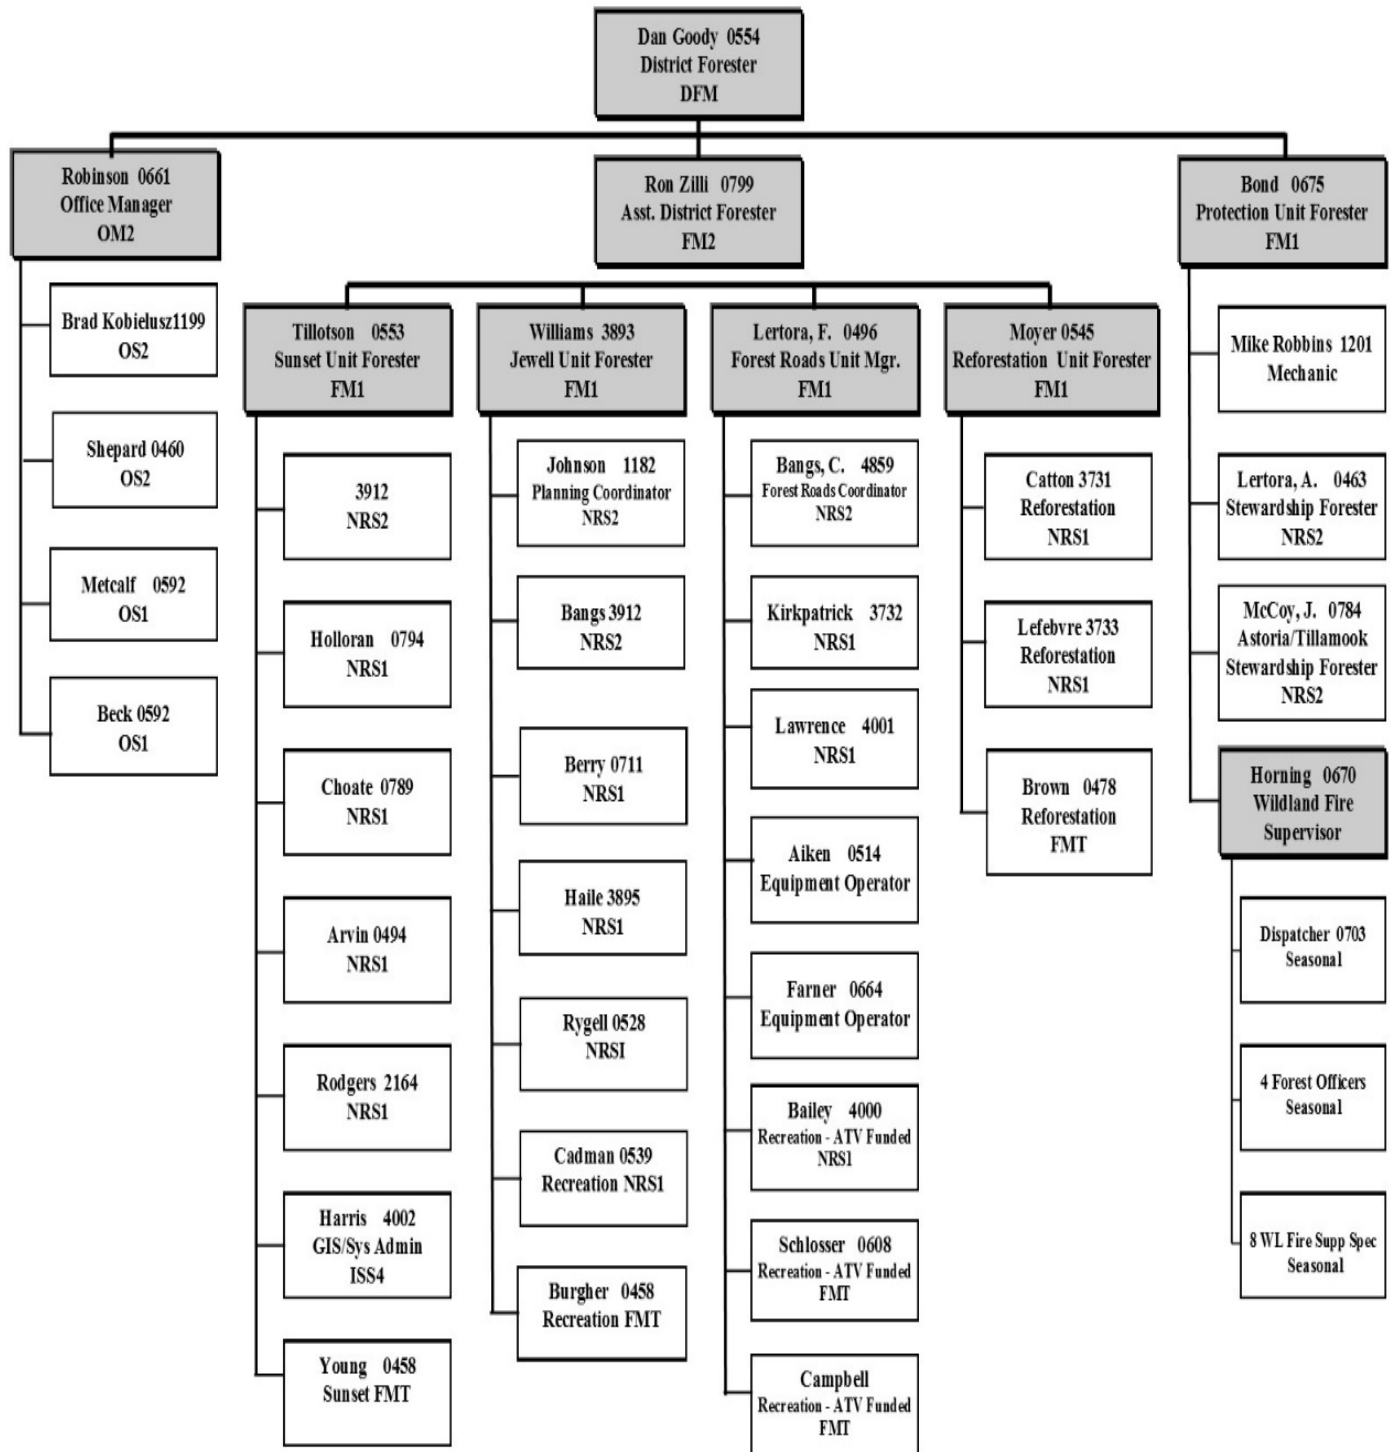 Dan Goody 0554
District Forester
DFM
Robinson 0661
Office Manager
OM2
Ron Zilli 0799
Asst. District Forester
FM2
Bond 0675
Protection Unit Forester
FM1
Brad Kobielusz1199
OS2
Shepard 0460
OS2
Metcalf 0592
OS1
Beck 0592
OS1
Tillotson 0553
Sunset Unit Forester
FM1
3912
NRS2
Holloran 0794
NRS1
Choate 0789
NRS1
Arvin 0494
NRS1
Rodgers 2164
NRS1
Harris 4002
GIS/Sys Admin
ISS4
Young 0458
Sunset FMT
Williams 3893
Jewell Unit Forester
FM1
Johnson 1182
Planning Coordinator
NRS2
Bangs 3912
NRS2
Berry 0711
NRS1
Haile 3895
NRS1
Rygell 0528
NRSI
Cadman 0539
Recreation NRS1
Burgher 0458
Recreation FMT
Lertora, F. 0496
Forest Roads Unit Mgr.
FM1
Bangs, C. 4859
Forest Roads Coordinator
NRS2
Kirkpatrick 3732
NRS1
Lawrence 4001
NRS1
Aiken 0514
Equipment Operator
Farner 0664
Equipment Operator
Bailey 4000
Recreation - ATV Funded
NRS1
Schlosser 0608
Recreation - ATV Funded
FMT
Campbell
Recreation - ATV Funded
FMT
Moyer 0545
Reforestation Unit Forester
FM1
Catton 3731
Reforestation
NRS1
Lefebvre 3733
Reforestation
NRS1
Brown 0478
Reforestation
FMT
Mike Robbins 1201
Mechanic
Lertora, A. 0463
Stewardship Forester
NRS2
McCoy, J. 0784
Astoria/Tillamook
Stewardship Forester
NRS2
Horning 0670
Wildland Fire
Supervisor
Dispatcher 0703
Seasonal
4 Forest Officers
Seasonal
8 WL Fire Supp Spec
Seasonal